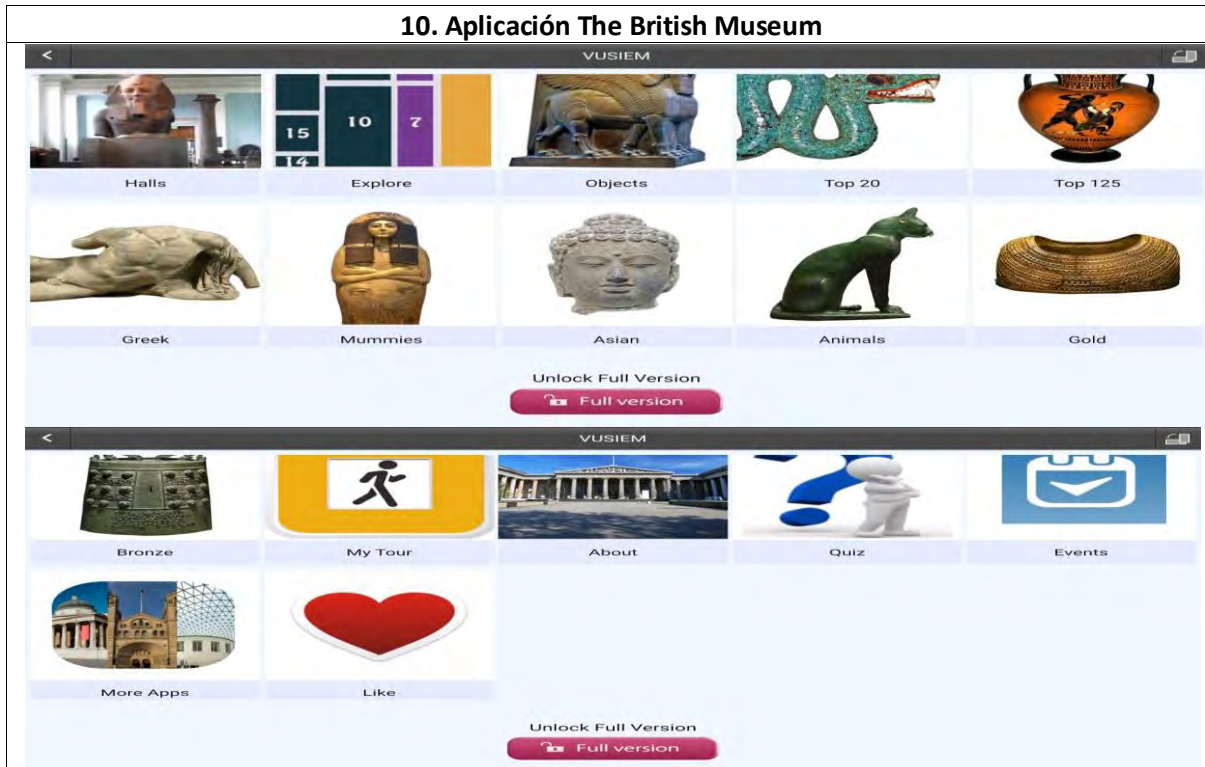 10. Aplicación The British Museum
< VUSIEM
15 10 7
14
Halls Explore Objects Top 20 Top 125
Greek Mummies Asian Animals Gold
Unlock Full Version
Full version
< VUSIEM
Bronze My Tour About Quiz Events
More Apps Like
Unlock Full Version
Full version